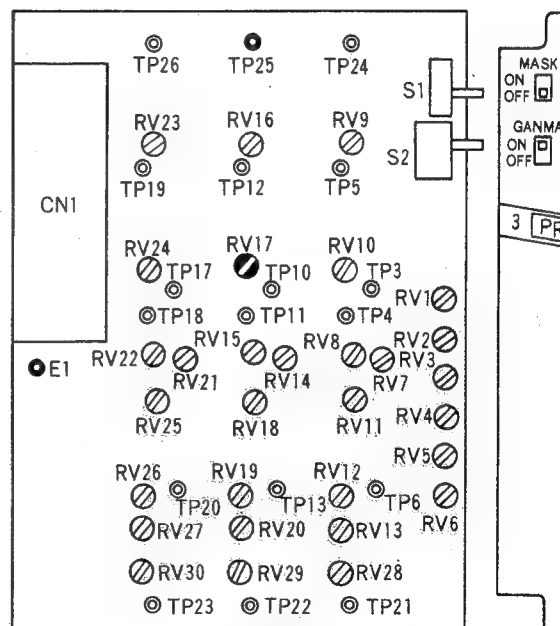 TP26 TP25 TP24
MASK
S1 ON
OFF
RV23 RV16 RV9
GANMA
S2 ON
OFF
TP19 TP12 TP5
CN1
3
RV24 RV17 RV10
TP17 TP10 TP3
RV1
TP18 TP11 TP4
RV2
RV22 RV15 RV8 RV3
E1
RV21 RV14 RV7
RV25 RV18 RV11 RV4
RV5
RV26 RV19 RV12
TP20 TP13 TP6 RV6
RV27 RV20 RV13
RV30 RV29 RV28
TP23 TP22 TP21